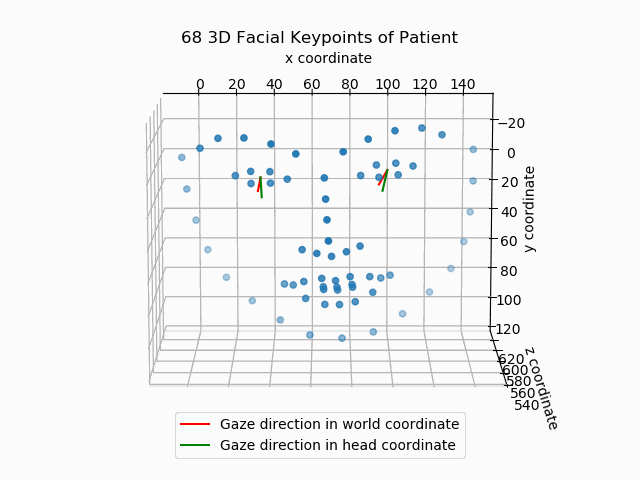 68 3D Facial Keypoints of Patient
x coordinate
0 20 40 60 80 100 120 140
−20
0
20
40
60
80
100
120
y coordinate
620
600
580
560
540
z coordinate
Gaze direction in world coordinate
Gaze direction in head coordinate